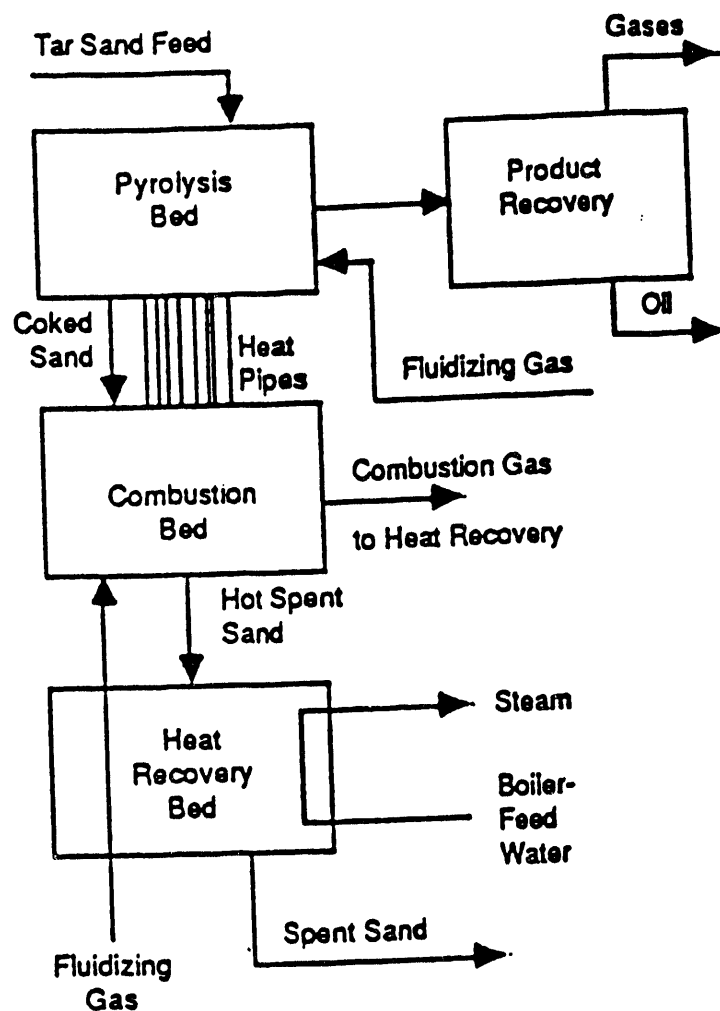 Gases
Tar Sand Feed
Pyrolysis
Bed
Product
Recovery
Oil
Coked
Sand
Heat
Pipes
Fluidizing Gas
Combustion
Bed
Combustion Gas
to Heat Recovery
Hot Spent
Sand
Heat
Recovery
Bed
Steam
Boiler-
Feed
Water
Spent Sand
Fluidizing
Gas